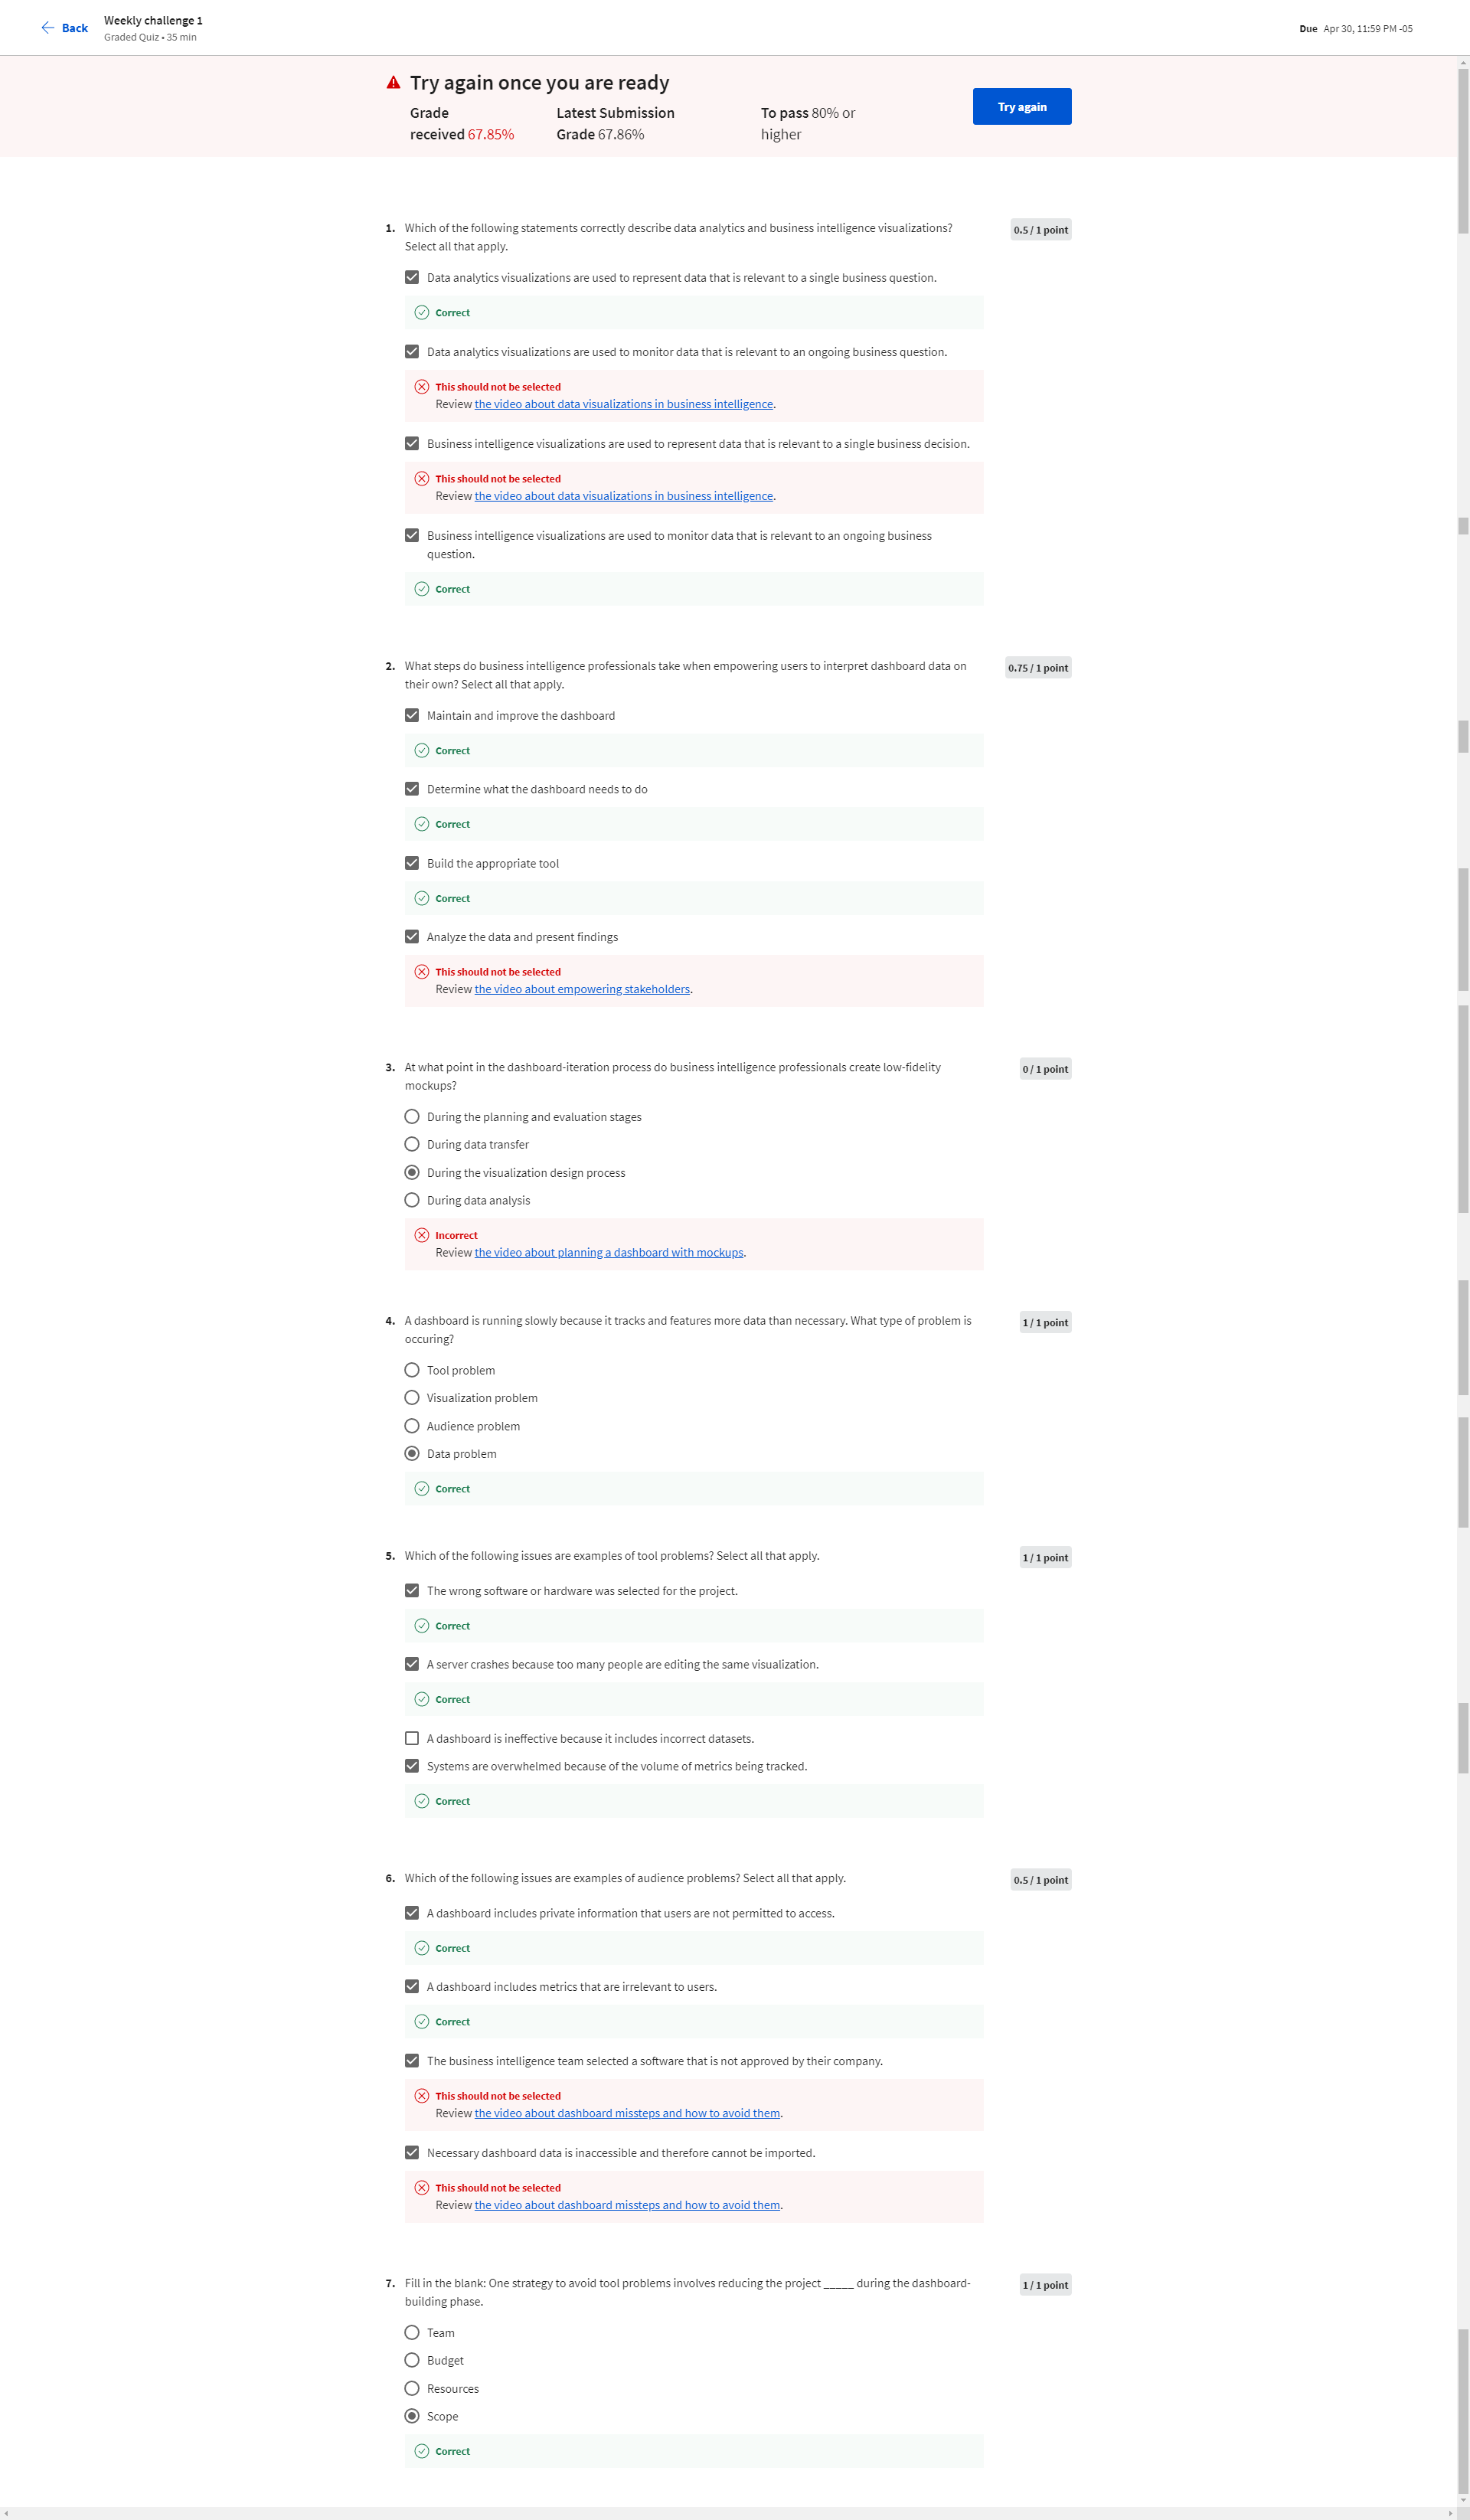 Back
Weekly challenge 1
Graded Quiz • 35 min
Due Apr 30, 11:59 PM -05
Try again once you are ready
Grade
received 67.85%
Latest Submission
Grade 67.86%
To pass 80% or
higher
Try again
1. Which of the following statements correctly describe data analytics and business intelligence visualizations?
Select all that apply.
0.5 / 1 point
Data analytics visualizations are used to represent data that is relevant to a single business question.
Correct
Data analytics visualizations are used to monitor data that is relevant to an ongoing business question.
This should not be selected
Review the video about data visualizations in business intelligence.
Business intelligence visualizations are used to represent data that is relevant to a single business decision.
This should not be selected
Review the video about data visualizations in business intelligence.
Business intelligence visualizations are used to monitor data that is relevant to an ongoing business
question.
Correct
2. What steps do business intelligence professionals take when empowering users to interpret dashboard data on
their own? Select all that apply.
0.75 / 1 point
Maintain and improve the dashboard
Correct
Determine what the dashboard needs to do
Correct
Build the appropriate tool
Correct
Analyze the data and present findings
This should not be selected
Review the video about empowering stakeholders.
3. At what point in the dashboard-iteration process do business intelligence professionals create low-fidelity
mockups?
0 / 1 point
During the planning and evaluation stages
During data transfer
During the visualization design process
During data analysis
Incorrect
Review the video about planning a dashboard with mockups.
4. A dashboard is running slowly because it tracks and features more data than necessary. What type of problem is
occuring?
1 / 1 point
Tool problem
Visualization problem
Audience problem
Data problem
Correct
5. Which of the following issues are examples of tool problems? Select all that apply.
1 / 1 point
The wrong software or hardware was selected for the project.
Correct
A server crashes because too many people are editing the same visualization.
Correct
A dashboard is ineffective because it includes incorrect datasets.
Systems are overwhelmed because of the volume of metrics being tracked.
Correct
6. Which of the following issues are examples of audience problems? Select all that apply.
0.5 / 1 point
A dashboard includes private information that users are not permitted to access.
Correct
A dashboard includes metrics that are irrelevant to users.
Correct
The business intelligence team selected a software that is not approved by their company.
This should not be selected
Review the video about dashboard missteps and how to avoid them.
Necessary dashboard data is inaccessible and therefore cannot be imported.
This should not be selected
Review the video about dashboard missteps and how to avoid them.
7. Fill in the blank: One strategy to avoid tool problems involves reducing the project _____ during the dashboard-
building phase.
1 / 1 point
Team
Budget
Resources
Scope
Correct